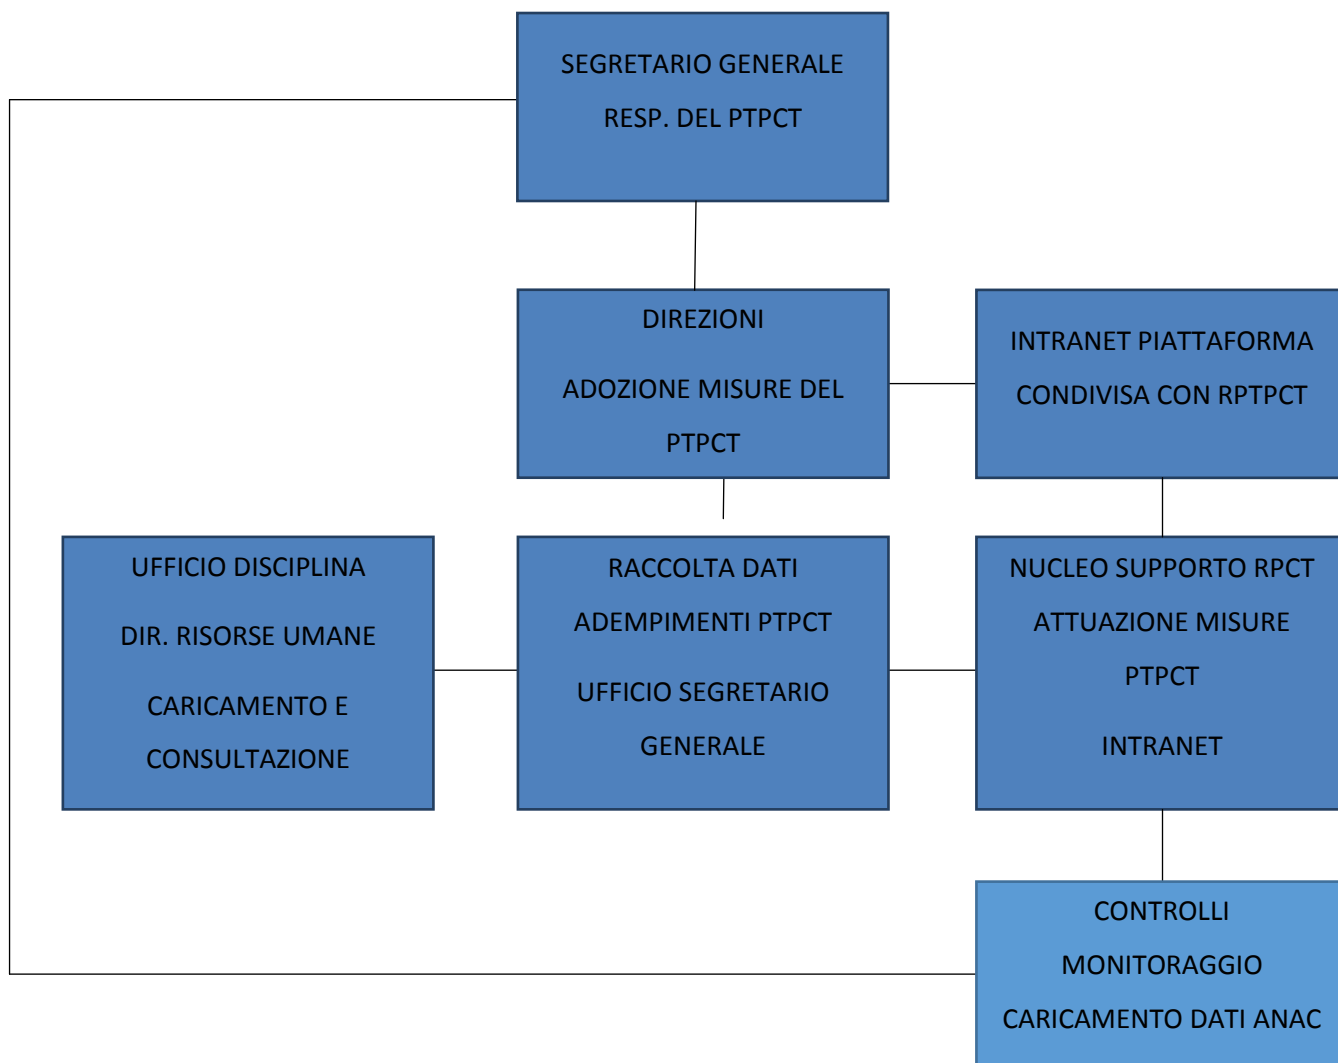 SEGRETARIO GENERALE
RESP. DEL PTPCT
DIREZIONI
ADOZIONE MISURE DEL
PTPCT
INTRANET PIATTAFORMA
CONDIVISA CON RPTPCT
UFFICIO DISCIPLINA
DIR. RISORSE UMANE
CARICAMENTO E
CONSULTAZIONE
RACCOLTA DATI
ADEMPIMENTI PTPCT
UFFICIO SEGRETARIO
GENERALE
NUCLEO SUPPORTO RPCT
ATTUAZIONE MISURE
PTPCT
INTRANET
CONTROLLI
MONITORAGGIO
CARICAMENTO DATI ANAC